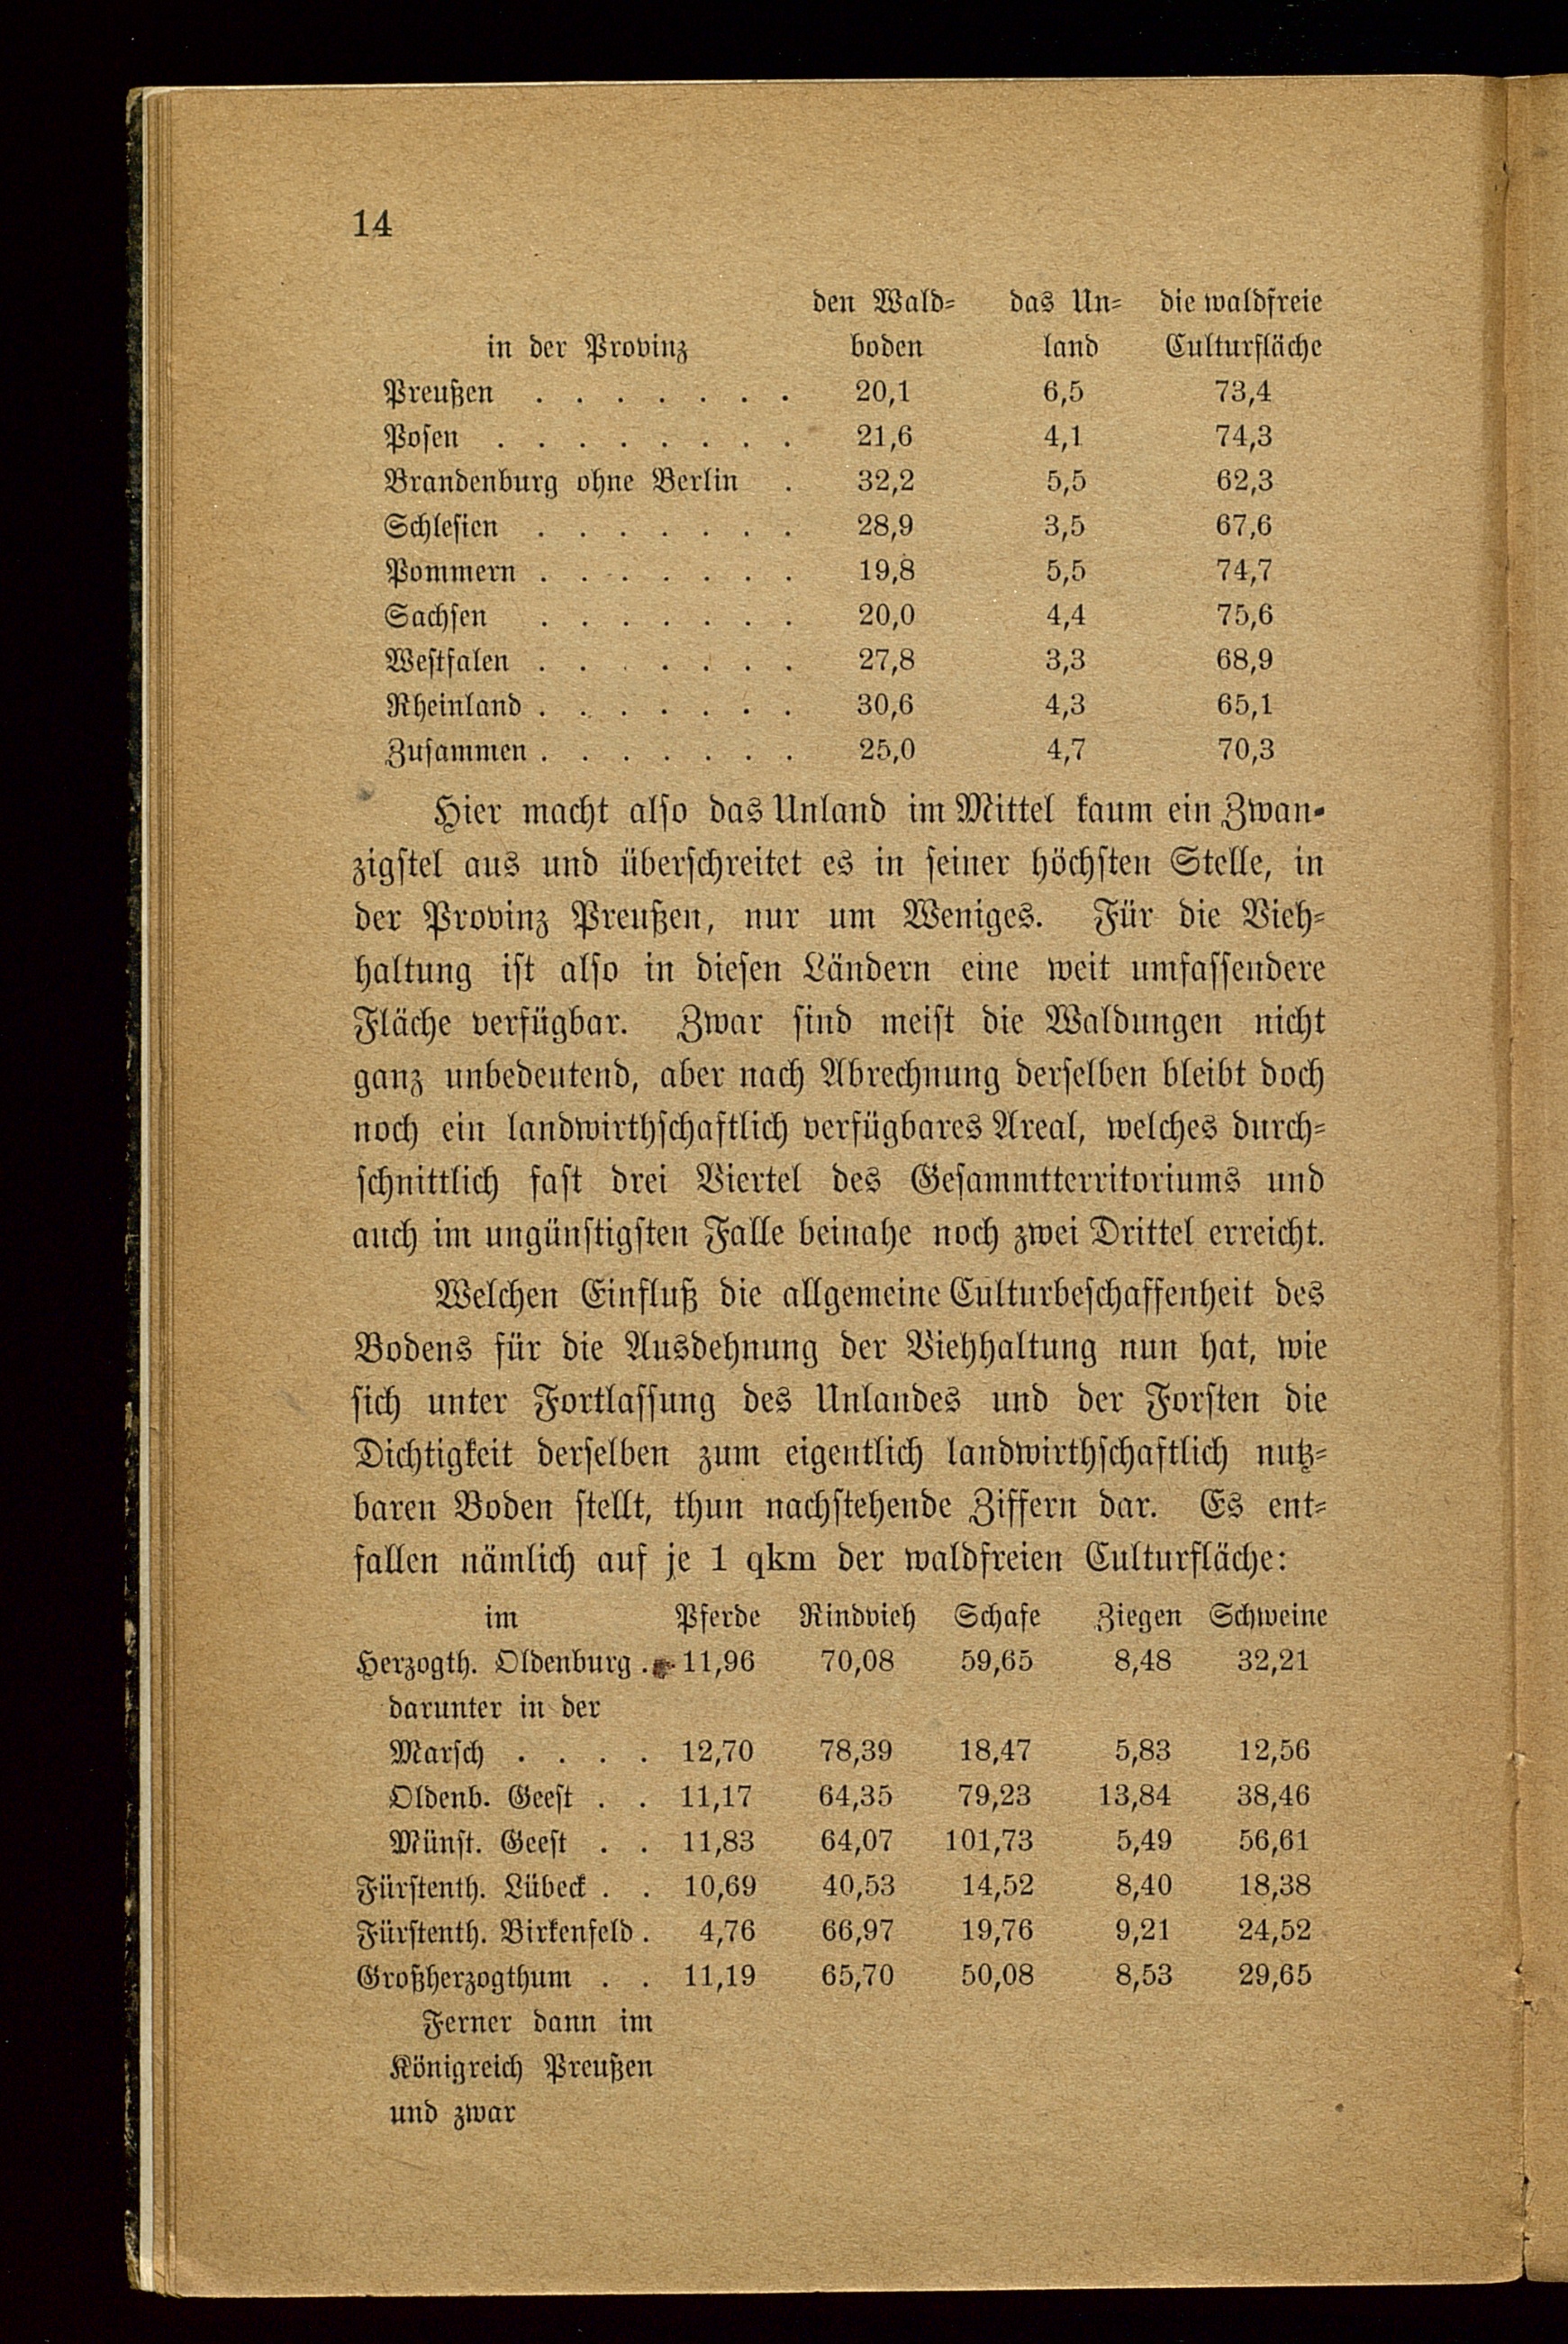 14
den Wald= das Un= die waldfreie
in der Provinz boden land Culturfläche
Preußen . . . . . . . 20,1 6,5 73,4
Posen . . . . . . . . 21,6 4,1 74,3
Brandenburg ohne Berlin . 32,2 5,5 62,3
Schlesien . . . . . . . 28,9 3,5 67,6
Pommern . . . . . . . 19,8 5,5 74,7
Sachsen . . . . . . . 20,0 4,4 75,6
Westfalen . . . . . . . 27,8 3,3 68,9
Rheinland . . . . . . . 30,6 4,3 65,1
Zusammen . . . . . . . 25,0 4,7 70,3
Hier macht also das Unland im Mittel kaum ein Zwan=
zigstel aus und überschreitet es in seiner höchsten Stelle, in
der Provinz Preußen, nur um Weniges. Für die Vieh=
haltung ist also in diesen Ländern eine weit umfassendere
Fläche verfügbar. Zwar sind meist die Waldungen nicht
ganz unbedeutend, aber nach Abrechnung derselben bleibt doch
noch ein landwirthschaftlich verfügbares Areal, welches durch=
schnittlich fast drei Viertel des Gesammtterritoriums und
auch im ungünstigsten Falle beinahe noch zwei Drittel erreicht.
Welchen Einfluß die allgemeine Culturbeschaffenheit des
Bodens für die Ausdehnung der Viehhaltung nun hat, wie
sich unter Fortlassung des Unlandes und der Forsten die
Dichtigkeit derselben zum eigentlich landwirthschaftlich nutz=
baren Boden stellt, thun nachstehende Ziffern dar. Es ent=
fallen nämlich auf je 1 qkm der waldfreien Culturfläche:
im Pferde Rindvieh Schafe Ziegen Schweine
Herzogth. Oldenburg . 11,96 70,08 59,65 8,48 32,21
darunter in der
Marsch . . . . 12,70 78,39 18,47 5,83 12,56
Oldenb. Geest . . 11,17 64,35 79,23 13,84 38,46
Münst. Geest . . 11,83 64,07 101,73 5,49 56,61
Fürstenth. Lübeck . . 10,69 40,53 14,52 8,40 18,38
Fürstenth. Birkenfeld . 4,76 66,97 19,76 9,21 24,52
Großherzogthum . . 11,19 65,70 50,08 8,53 29,65
Ferner dann im
Königreich Preußen
und zwar